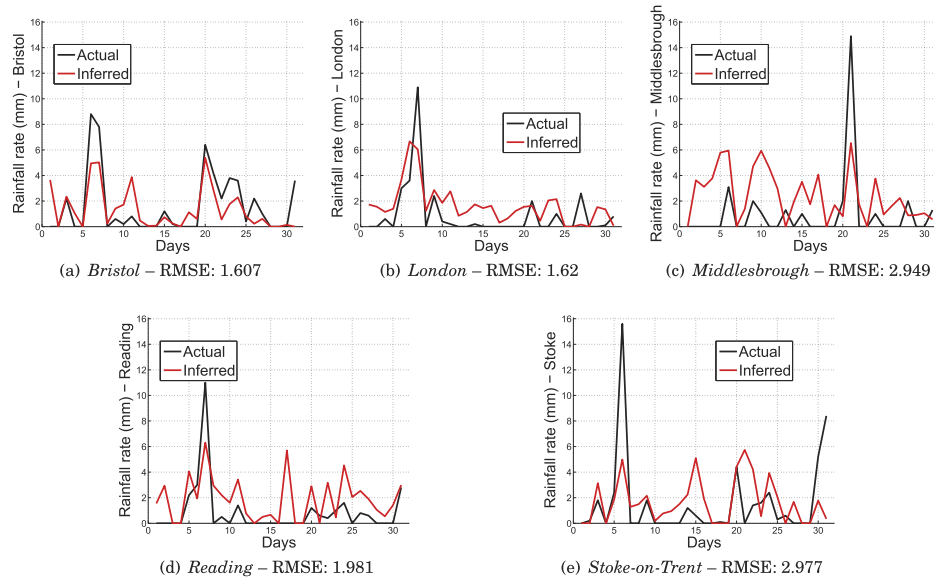 Rainfall rate (mm) − Bristol
16
14
12
10
8
6
4
2
0
Actual
Inferred
0 5 10 15 20 25 30
Days
(a) Bristol – RMSE: 1.607
Rainfall rate (mm) − London
16
14
12
10
8
6
4
2
0
Actual
Inferred
0 5 10 15 20 25 30
Days
(b) London – RMSE: 1.62
Rainfall rate (mm) − Middlesbrough
16
14
12
10
8
6
4
2
0
Actual
Inferred
0 5 10 15 20 25 30
Days
(c) Middlesbrough – RMSE: 2.949
Rainfall rate (mm) − Reading
16
14
12
10
8
6
4
2
0
Actual
Inferred
0 5 10 15 20 25 30
Days
(d) Reading – RMSE: 1.981
Rainfall rate (mm) − Stoke
16
14
12
10
8
6
4
2
0
Actual
Inferred
0 5 10 15 20 25 30
Days
(e) Stoke-on-Trent – RMSE: 2.977